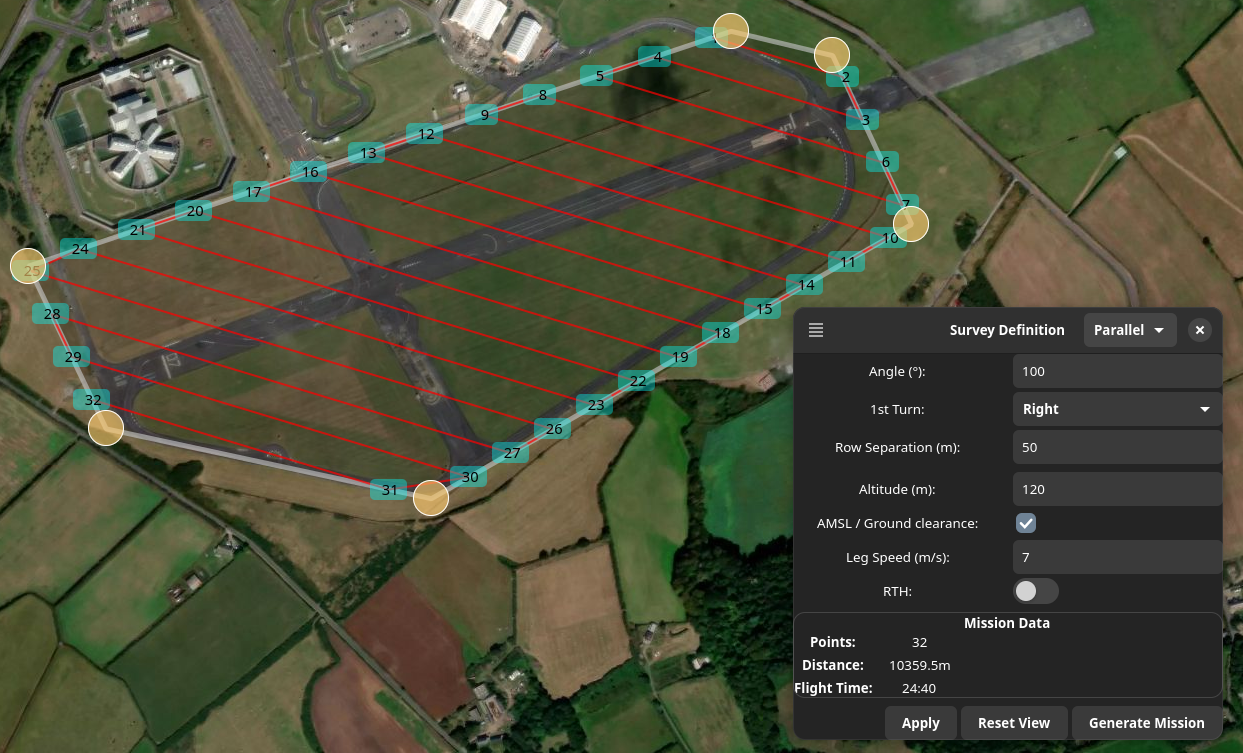 2
4
3
5
8
9
6
12
13
16
17
7
20
21
10
24
11
25
14
28
15
18
29
19
22
32
23
26
27
30
31
Survey Definition Parallel
Angle (°): 100
1st Turn: Right
Row Separation (m): 50
Altitude (m): 120
AMSL / Ground clearance:
Leg Speed (m/s): 7
RTH:
Mission Data
Points: 32
Distance: 10359.5m
Flight Time: 24:40
Apply Reset View Generate Mission